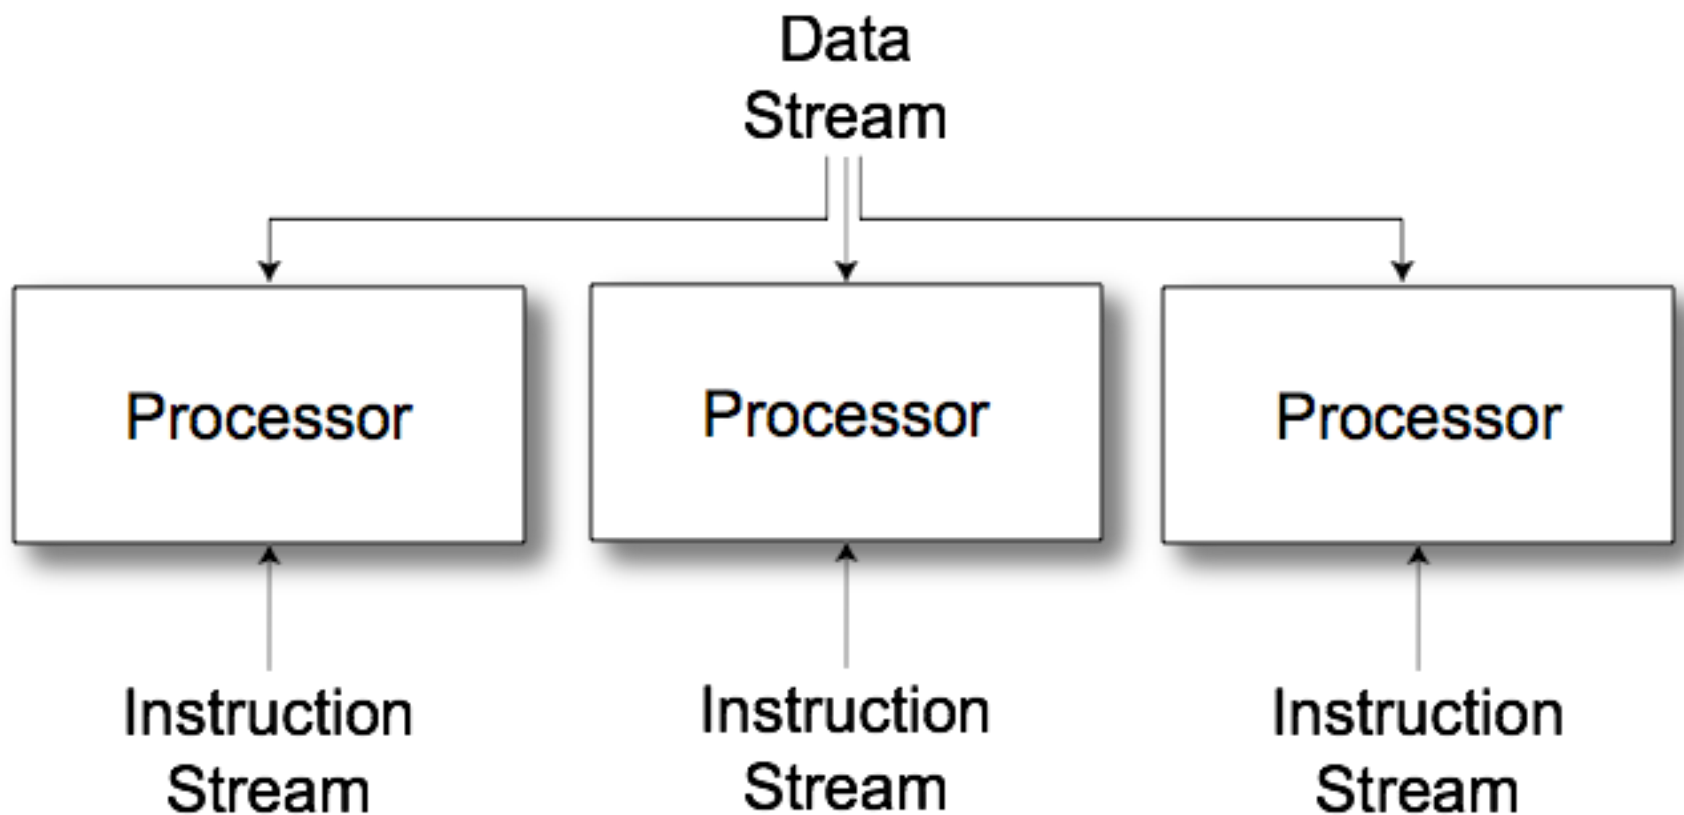 Data
Stream
Processor
Processor
Processor
Instruction
Stream
Instruction
Stream
Instruction
Stream